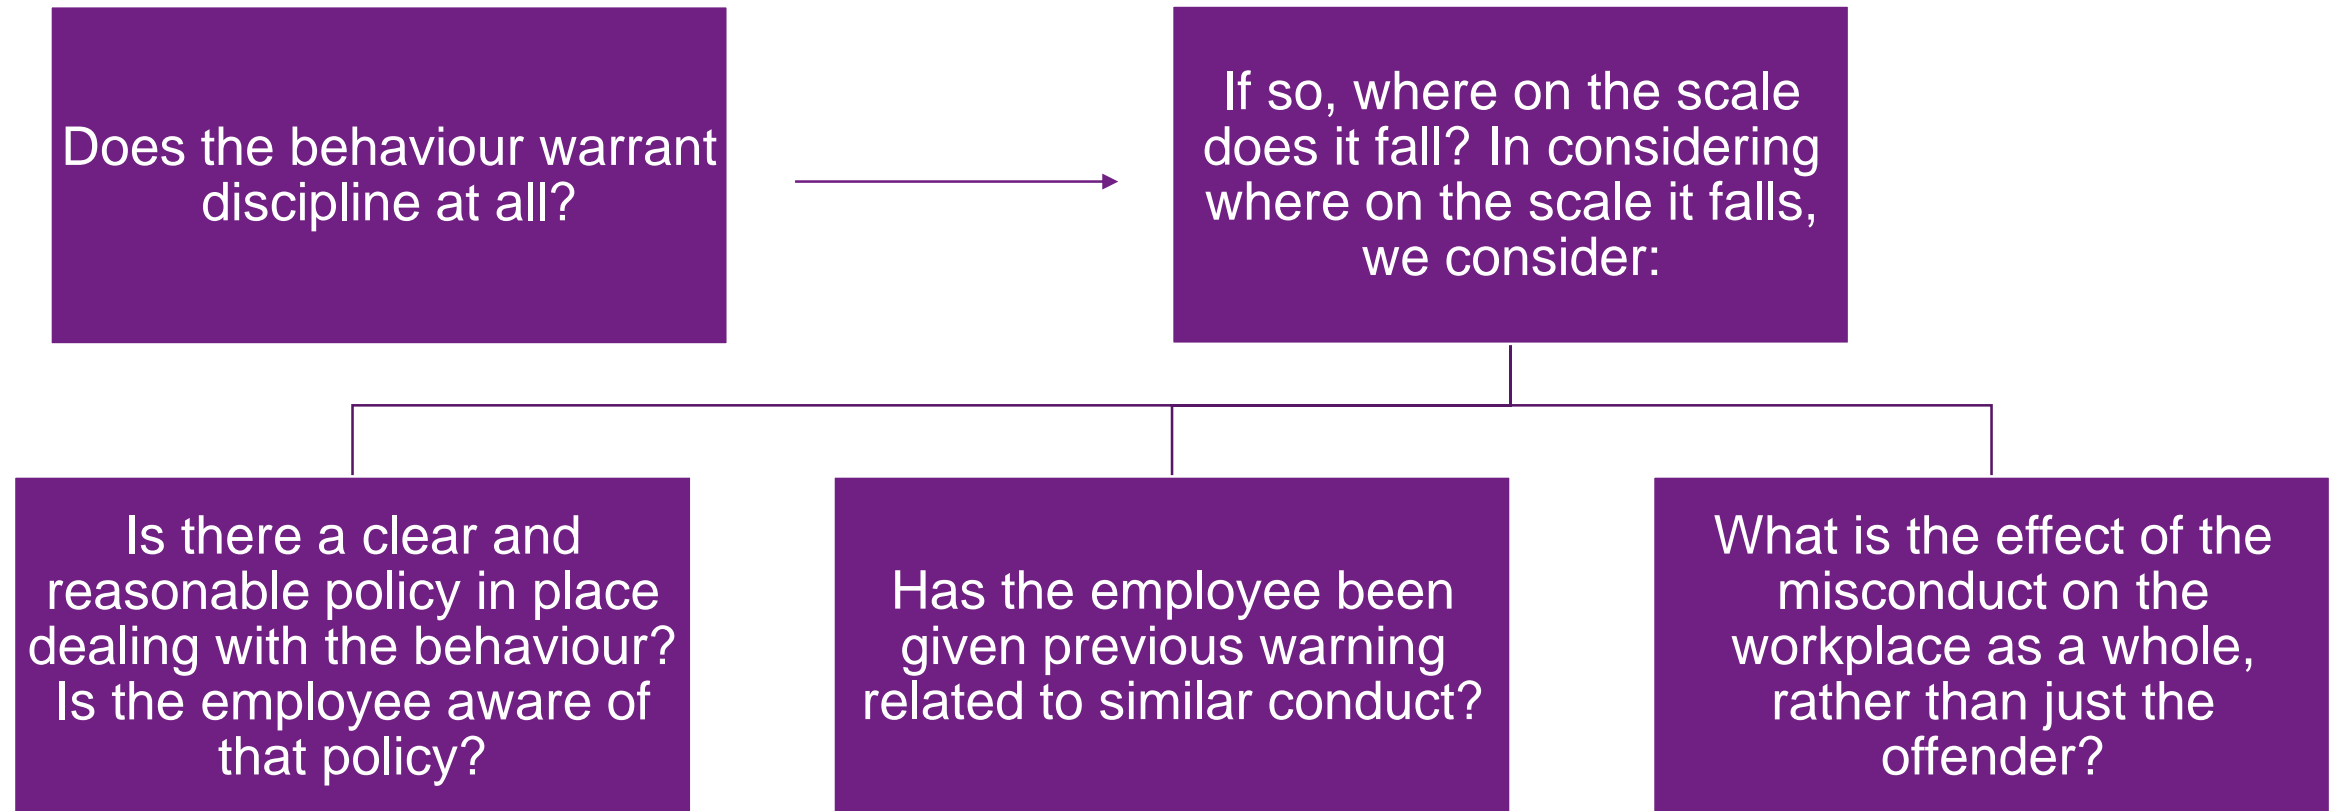 Does the behaviour warrant
discipline at all?
If so, where on the scale
does it fall? In considering
where on the scale it falls,
we consider:
Is there a clear and
reasonable policy in place
dealing with the behaviour?
Is the employee aware of
that policy?
Has the employee been
given previous warning
related to similar conduct?
What is the effect of the
misconduct on the
workplace as a whole,
rather than just the
offender?